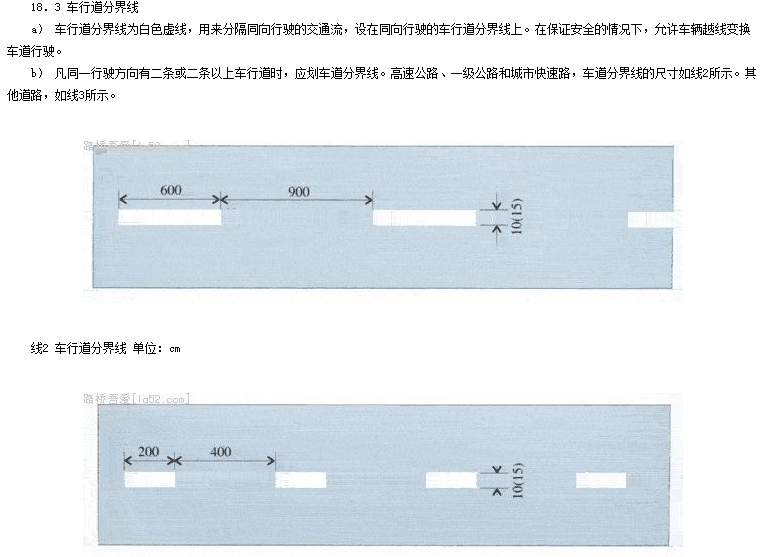 18．3 车行道分界线
a） 车行道分界线为白色虚线，用来分隔同向行驶的交通流，设在同向行驶的车行道分界线上。在保证安全的情况下，允许车辆越线变换
车道行驶。
b） 凡同一行驶方向有二条或二条以上车行道时，应划车道分界线。高速公路、一级公路和城市快速路，车道分界线的尺寸如线2所示。其
他道路，如线3所示。
路桥吾爱[lq52.com]
600
900
10(15)
线2 车行道分界线 单位：cm
路桥吾爱[lq52.com]
200
400
10(15)